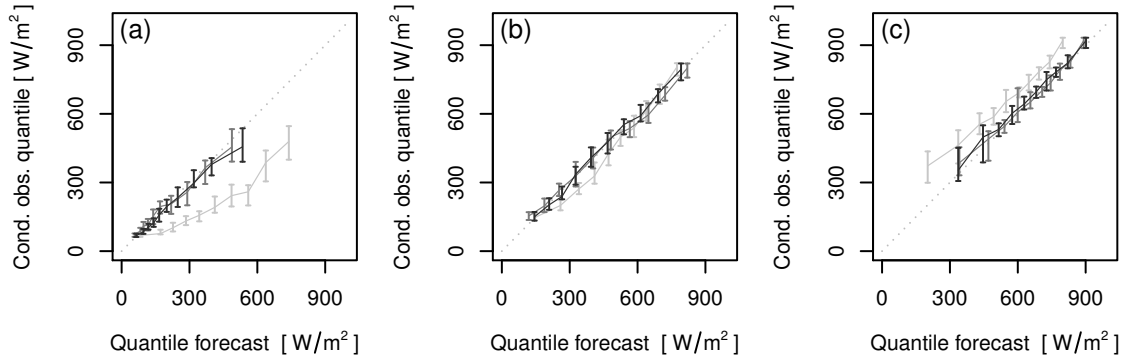 (a)
Cond. obs. quantile [ W/m² ]
900
600
300
0
0 300 600 900
Quantile forecast [ W/m² ]
(b)
Cond. obs. quantile [ W/m² ]
900
600
300
0
0 300 600 900
Quantile forecast [ W/m² ]
(c)
Cond. obs. quantile [ W/m² ]
900
600
300
0
0 300 600 900
Quantile forecast [ W/m² ]